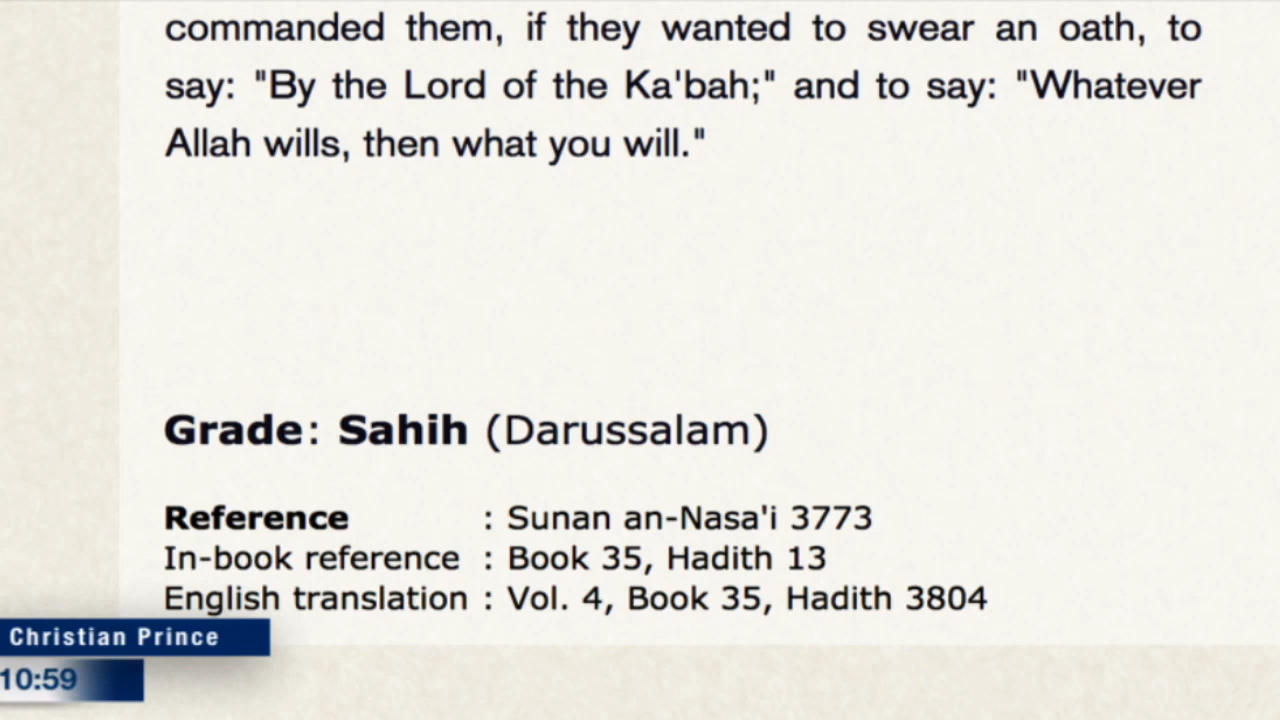 commanded them, if they wanted to swear an oath, to
say: "By the Lord of the Ka'bah;" and to say: "Whatever
Allah wills, then what you will."
Grade: Sahih (Darussalam)
Reference : Sunan an-Nasa'i 3773
In-book reference : Book 35, Hadith 13
English translation : Vol. 4, Book 35, Hadith 3804
Christian Prince
10:59